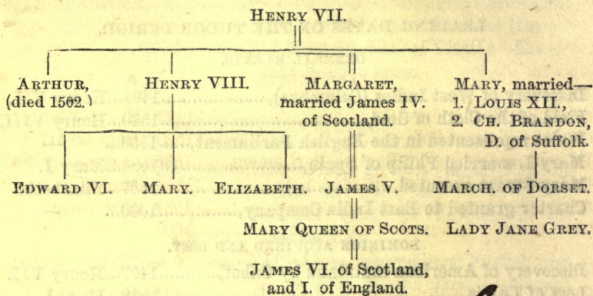 HENRY VII.
ARTHUR, HENRY VIII. MARGARET, MARY, married—
(died 1502.) married James IV. 1. LOUIS XII.,
of Scotland. 2. CH. BRANDON,
D. of Suffolk.
EDWARD VI. MARY. ELIZABETH. JAMES V. MARCH. OF DORSET.
MARY QUEEN OF SCOTS. LADY JANE GREY.
JAMES VI. of Scotland,
and I. of England.